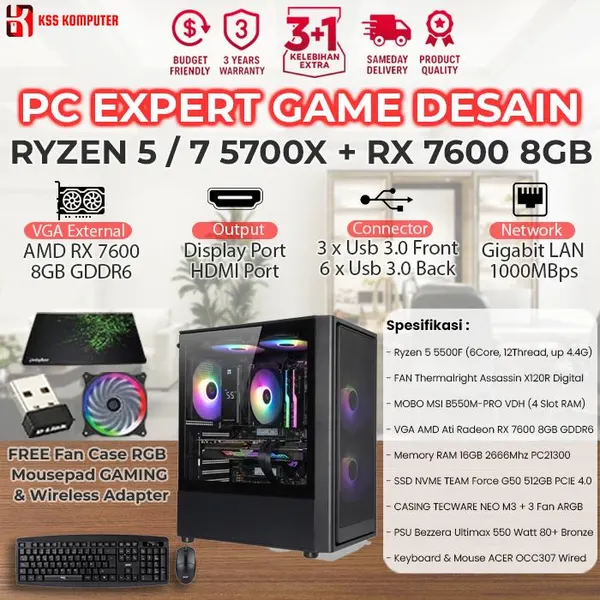 KSS KOMPUTER
BUDGET
FRIENDLY
3
3 YEARS
WARRANTY
3+1
KELEBIHAN
EXTRA
SAMEDAY
DELIVERY
PRODUCT
QUALITY
PC EXPERT GAME DESAIN
RYZEN 5 / 7 5700X + RX 7600 8GB
VGA External
AMD RX 7600
8GB GDDR6
Output
Display Port
HDMI Port
Connector
3 x Usb 3.0 Front
6 x Usb 3.0 Back
Network
Gigabit LAN
1000MBps
D-Link
FREE Fan Case RGB
Mousepad GAMING
& Wireless Adapter
55
Spesifikasi :
- Ryzen 5 5500F (6Core, 12Thread, up 4.4G)
- FAN Thermalright Assassin X120R Digital
- MOBO MSI B550M-PRO VDH (4 Slot RAM)
- VGA AMD Ati Radeon RX 7600 8GB GDDR6
- Memory RAM 16GB 2666Mhz PC21300
- SSD NVME TEAM Force G50 512GB PCIE 4.0
- CASING TECWARE NEO M3 + 3 Fan ARGB
- PSU Bezzera Ultimax 550 Watt 80+ Bronze
- Keyboard & Mouse ACER OCC307 Wired